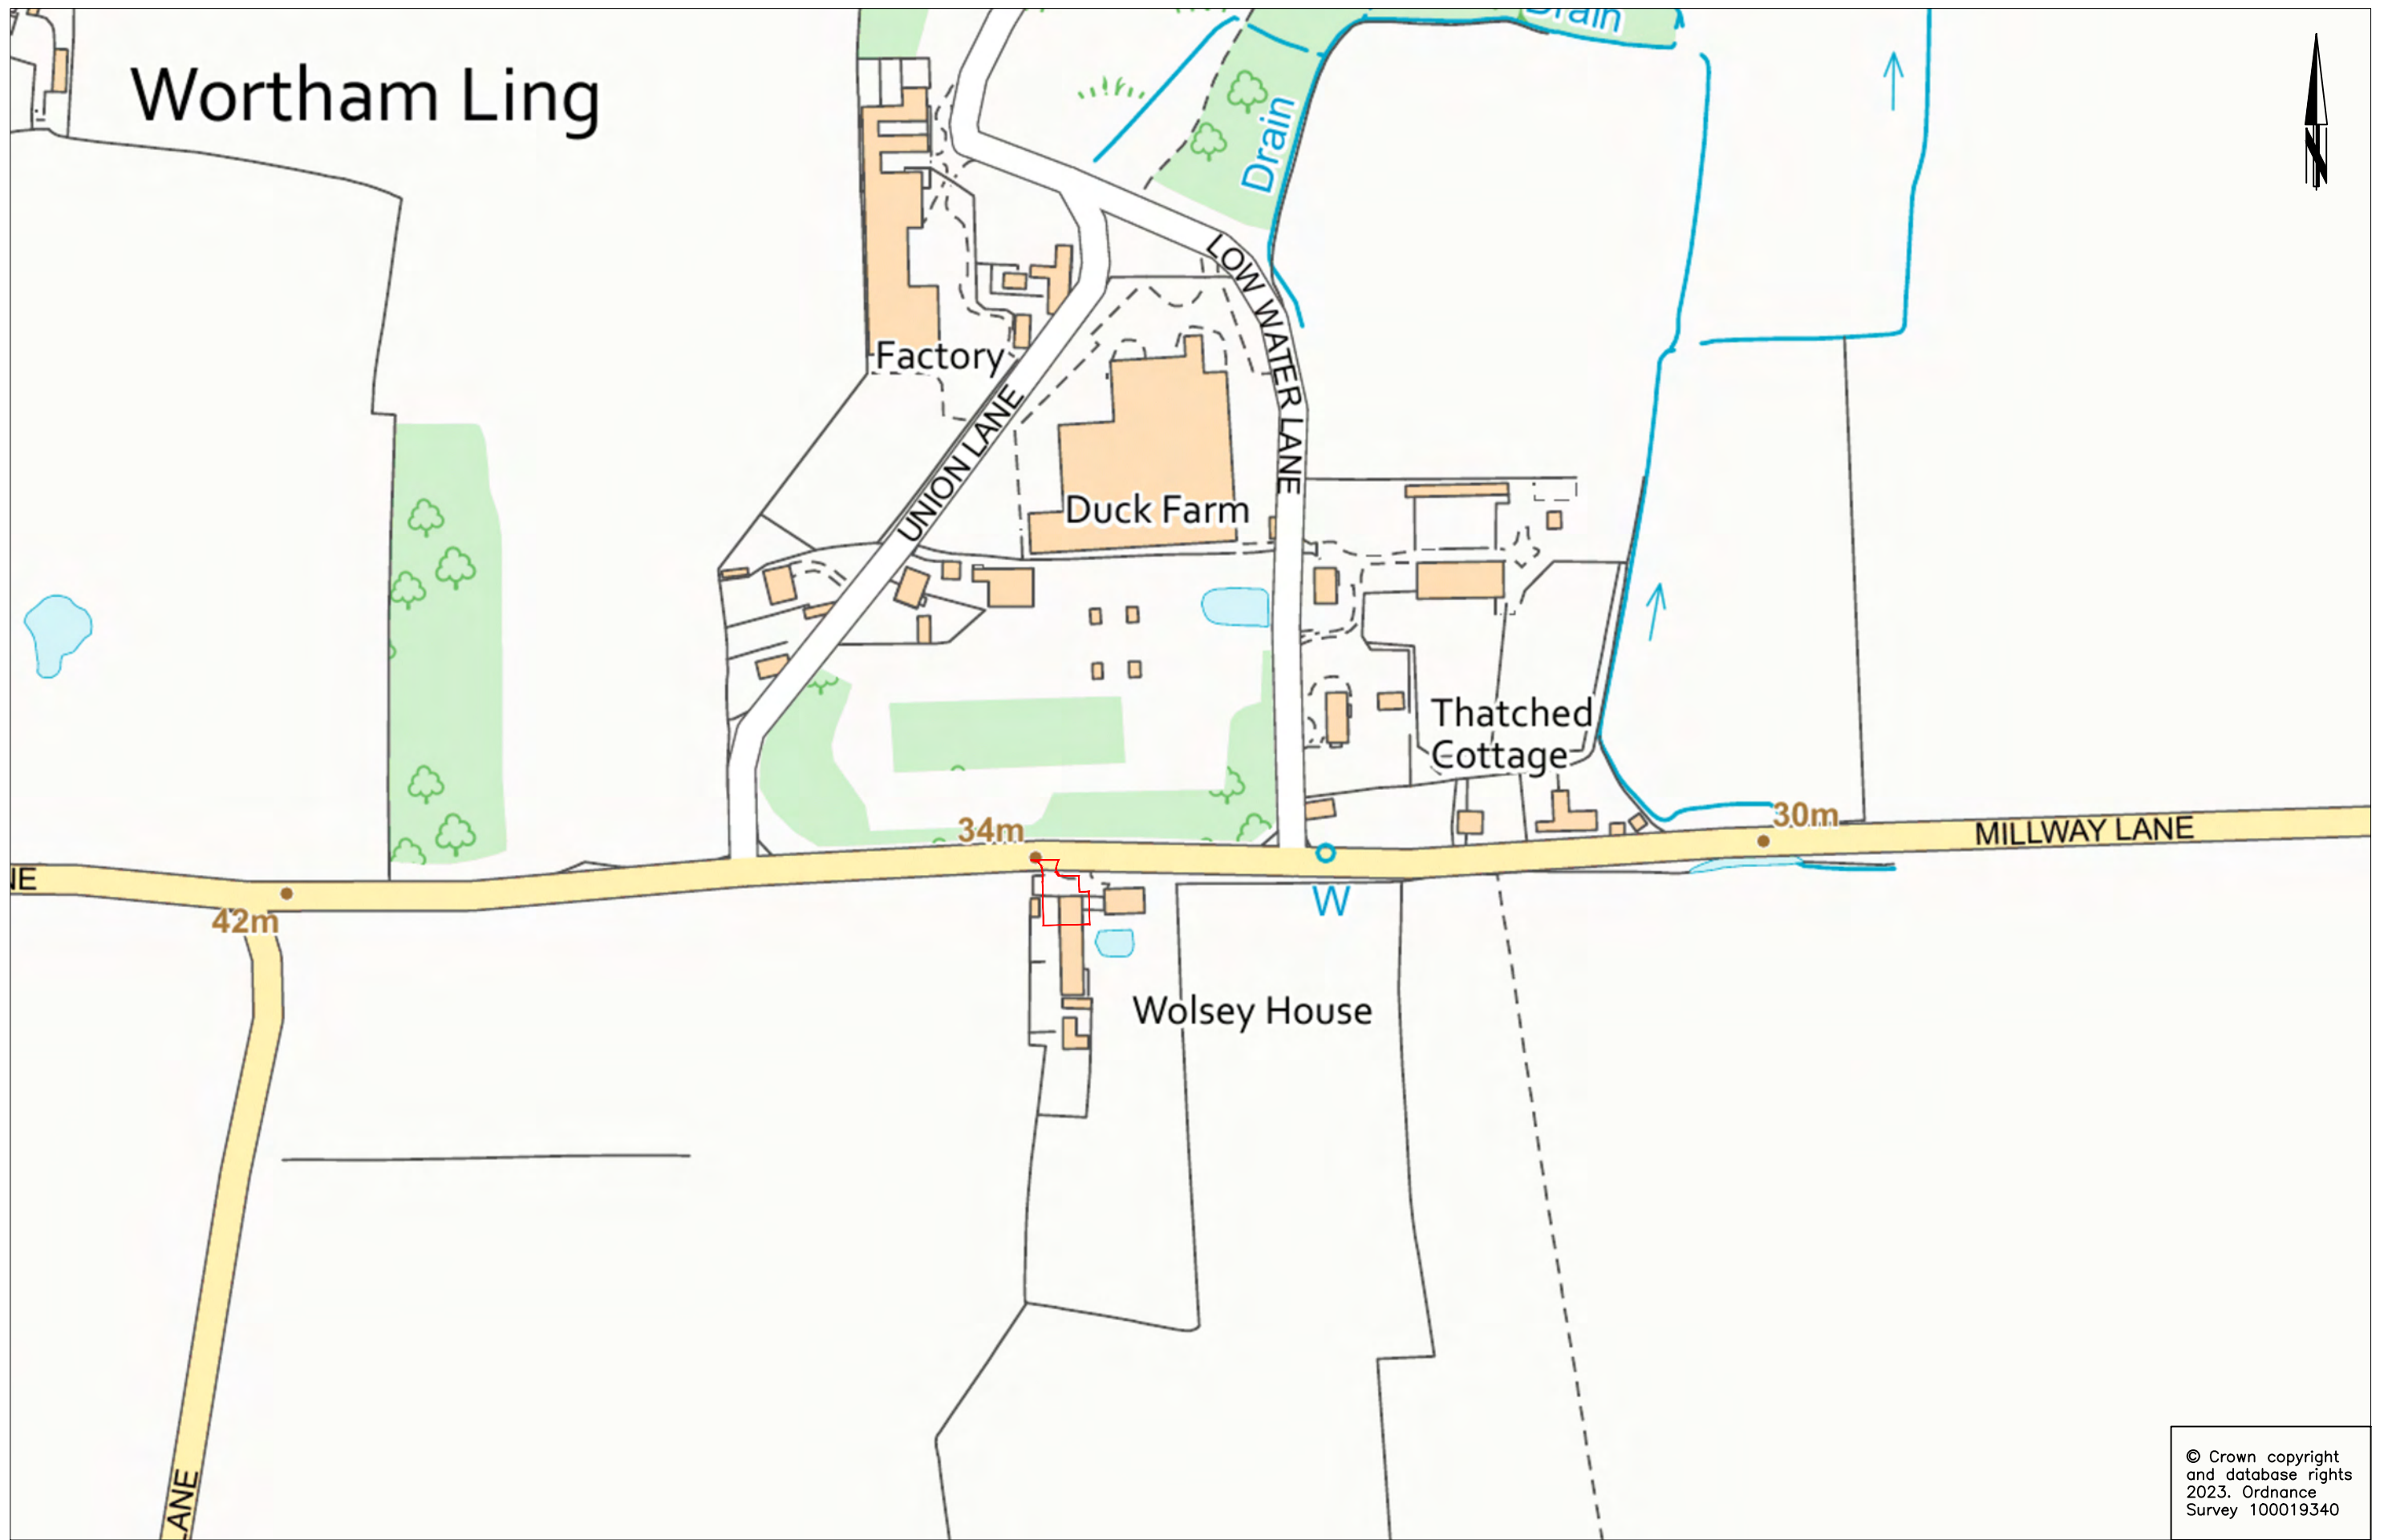 Drain
Wortham Ling
N
Drain
LOW WATER LANE
Factory
UNION LANE
Duck Farm
Thatched
Cottage
34m
30m
MILLWAY LANE
NE
42m
W
Wolsey House
LANE
© Crown copyright
and database rights
2023. Ordnance
Survey 100019340